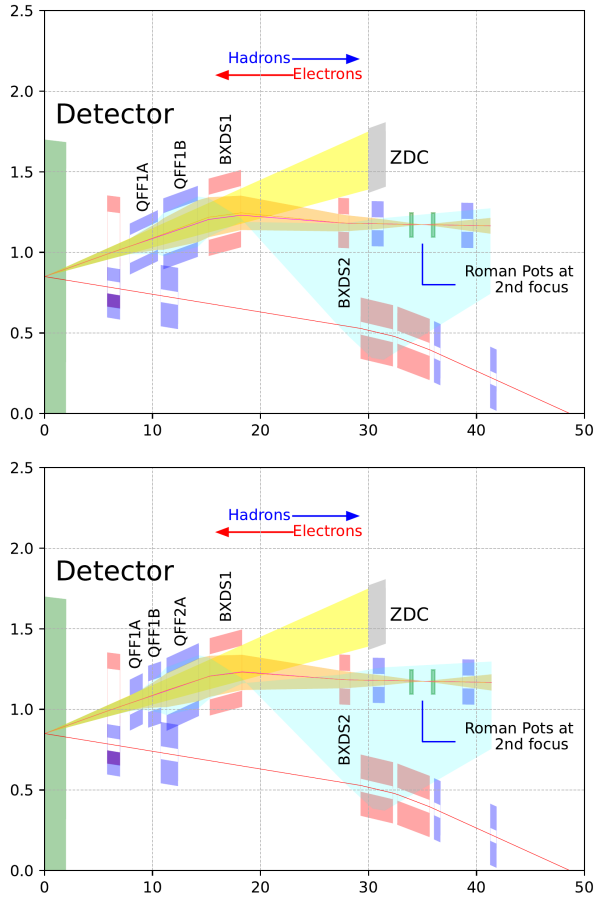 2.5
Hadrons
2.0
Electrons
Detector
BXDS1
QFF1B
QFF1A
ZDC
1.5
1.0
BXDS2
Roman Pots at
2nd focus
0.5
0.0
0 10 20 30 40 50
2.5
Hadrons
2.0
Electrons
Detector
BXDS1
QFF2A
QFF1B
QFF1A
ZDC
1.5
1.0
BXDS2
Roman Pots at
2nd focus
0.5
0.0
0 10 20 30 40 50